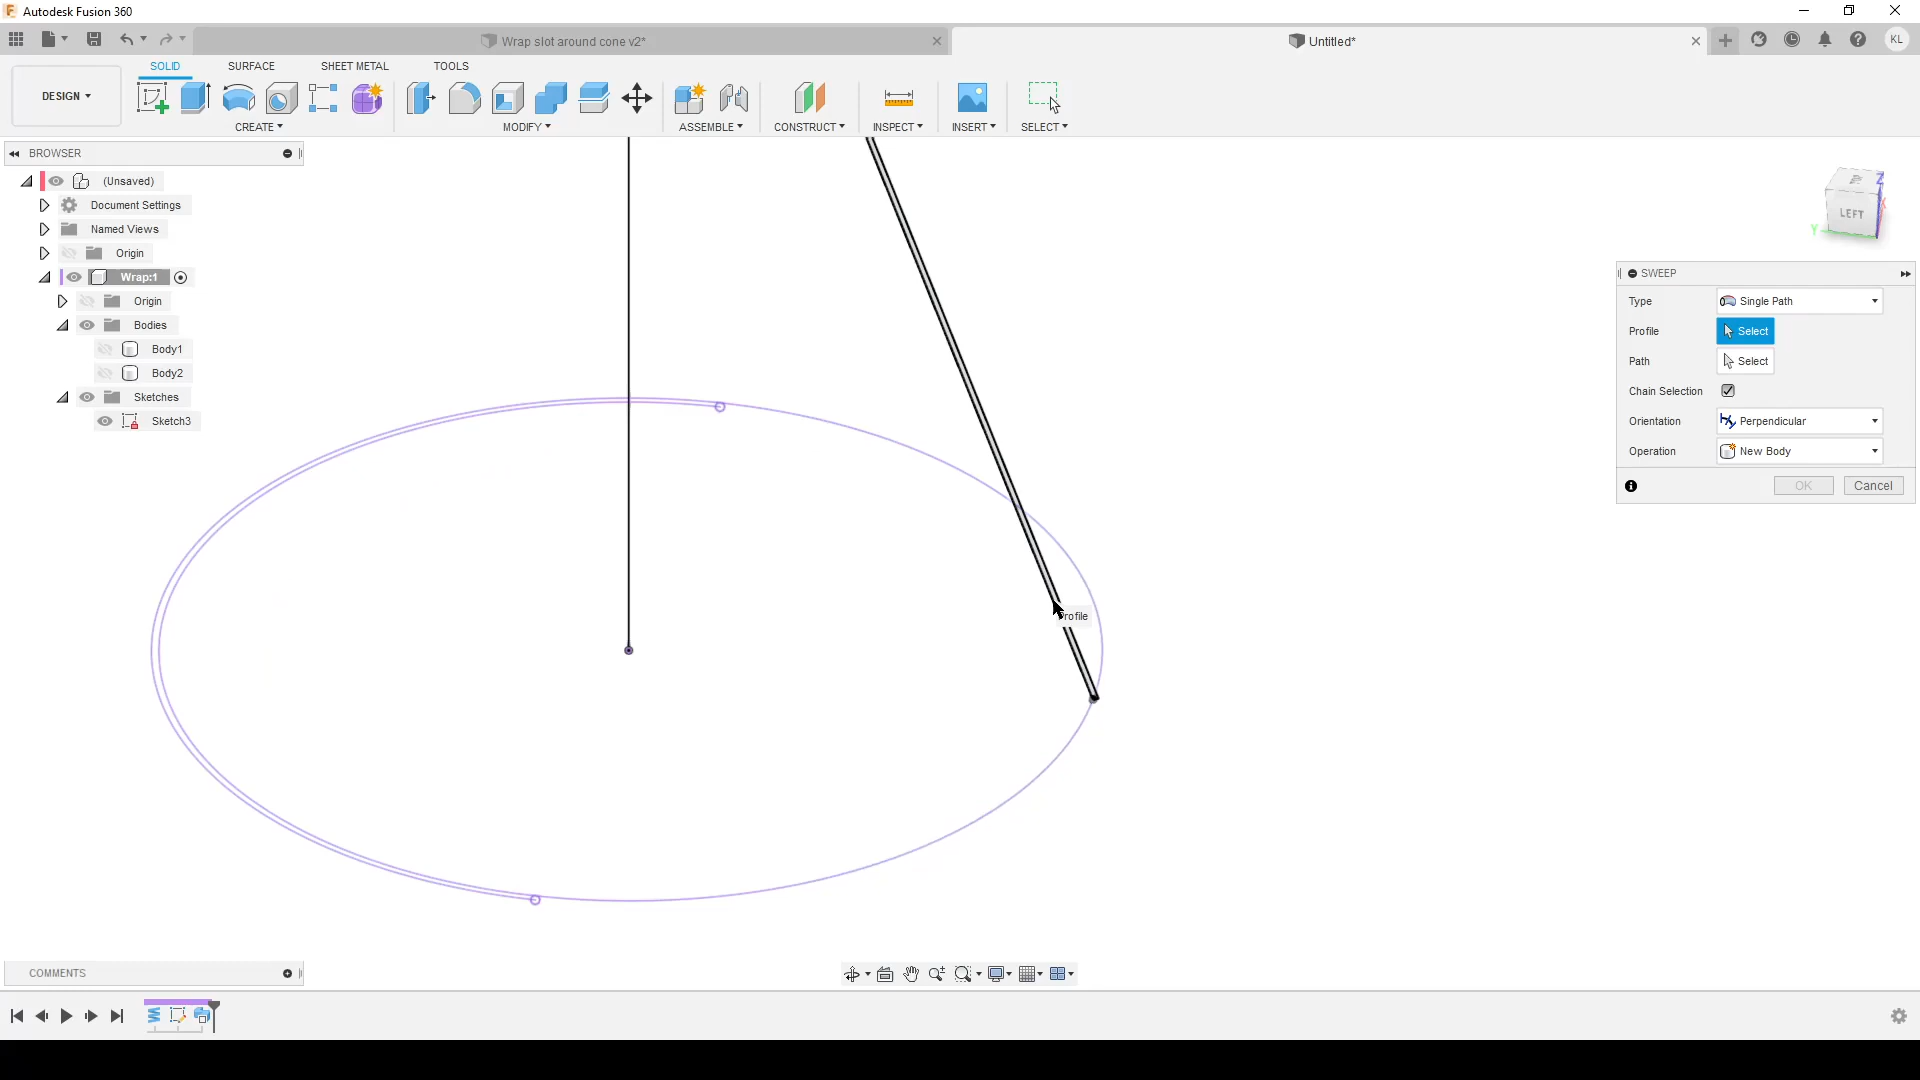 Autodesk Fusion 360
Wrap slot around cone v2*
Untitled*
KL
DESIGN
SOLID
SURFACE
SHEET METAL
TOOLS
CREATE
MODIFY
ASSEMBLE
CONSTRUCT
INSPECT
INSERT
SELECT
BROWSER
(Unsaved)
Document Settings
Named Views
Origin
Wrap:1
Origin
Bodies
Body1
Body2
Sketches
Sketch3
Z
LEFT
Y
SWEEP
Type Single Path
Profile Select
Path Select
Chain Selection
Orientation Perpendicular
Operation New Body
OK Cancel
COMMENTS